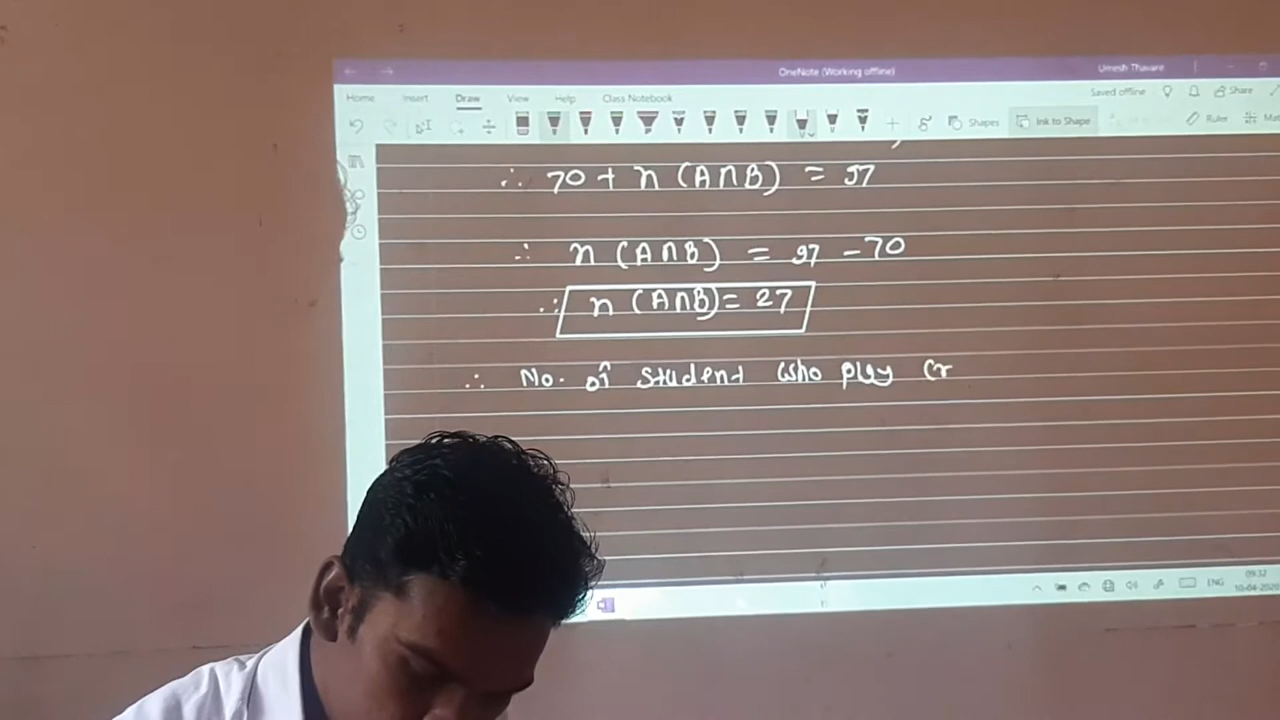 OneNote (Working offline) Umesh Thavare
Home Insert Draw View Help Class Notebook Saved offline Share
Shapes Ink to Shape Ruler Mat
∴ 70 + n (A∩B) = 97
∴ n (A∩B) = 97 - 70
∴ n (A∩B) = 27
∴ No. of student who play Cr
ENG 09:32
10-04-2020